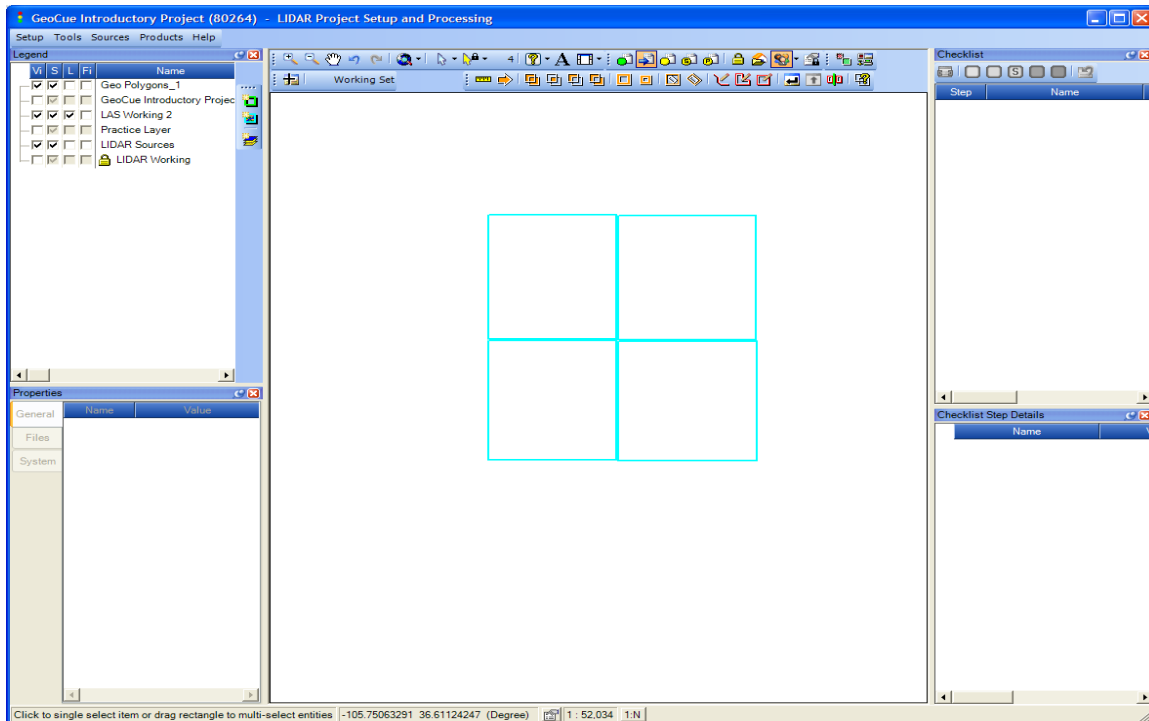 GeoCue Introductory Project (80264) - LIDAR Project Setup and Processing
Setup Tools Sources Products Help
Legend
Vi S L Fi Name
Geo Polygons_1
GeoCue Introductory Projec
LAS Working 2
Practice Layer
LIDAR Sources
LIDAR Working
4 A
Working Set
Checklist
S
Step Name
Properties
General
Files
System
Name Value
Checklist Step Details
Name V
Click to single select item or drag rectangle to multi-select entities -105.75063291 36.61124247 (Degree) 1 : 52,034 1:N